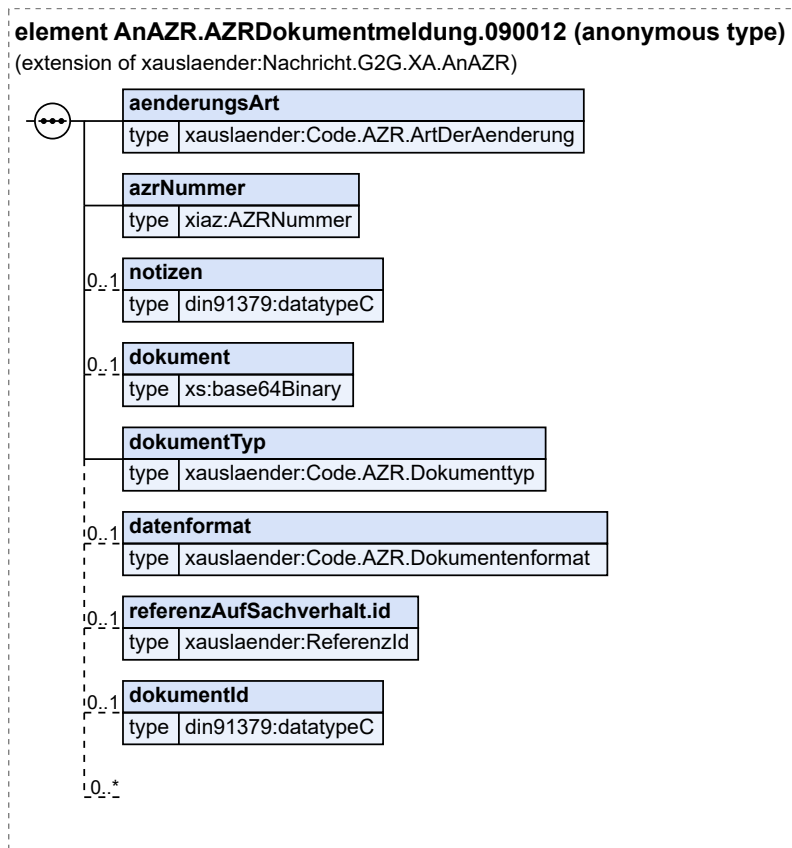 element AnAZR.AZRDokumentmeldung.090012 (anonymous type)
(extension of xauslaender:Nachricht.G2G.XA.AnAZR)
aenderungsArt
type xauslaender:Code.AZR.ArtDerAenderung
azrNummer
type xiaz:AZRNummer
0..1 notizen
type din91379:datatypeC
0..1 dokument
type xs:base64Binary
dokumentTyp
type xauslaender:Code.AZR.Dokumenttyp
0..1 datenformat
type xauslaender:Code.AZR.Dokumentenformat
0..1 referenzAufSachverhalt.id
type xauslaender:ReferenzId
0..1 dokumentId
type din91379:datatypeC
0..*